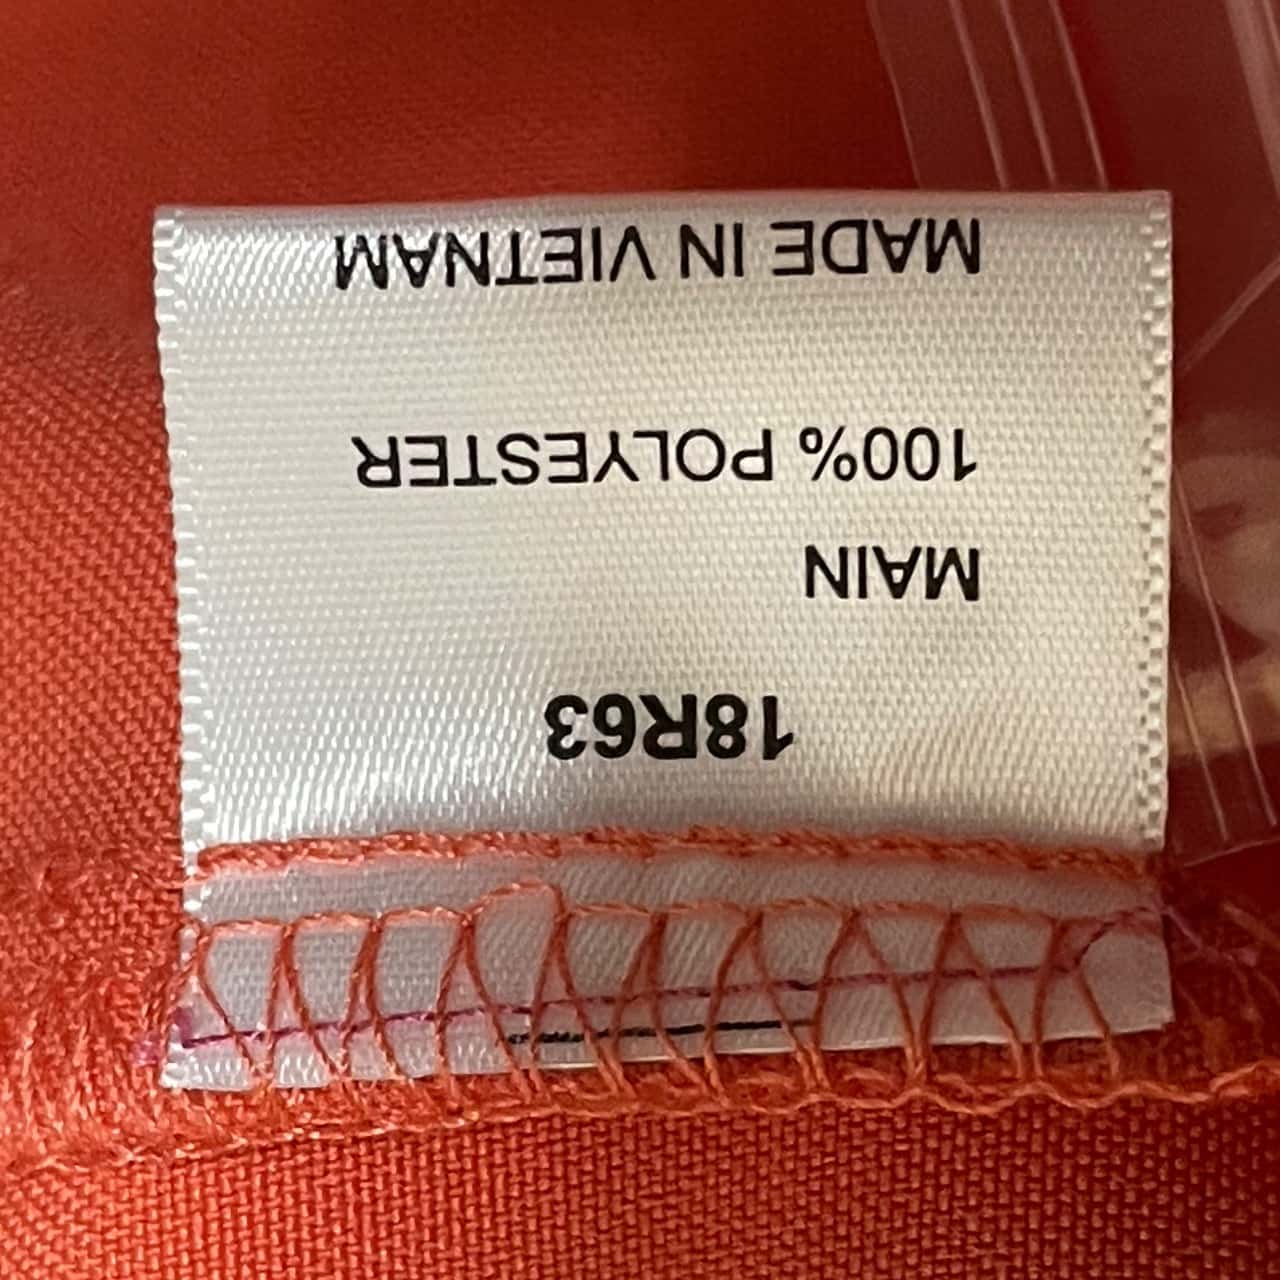 18R63
MAIN
100% POLYESTER
MADE IN VIETNAM